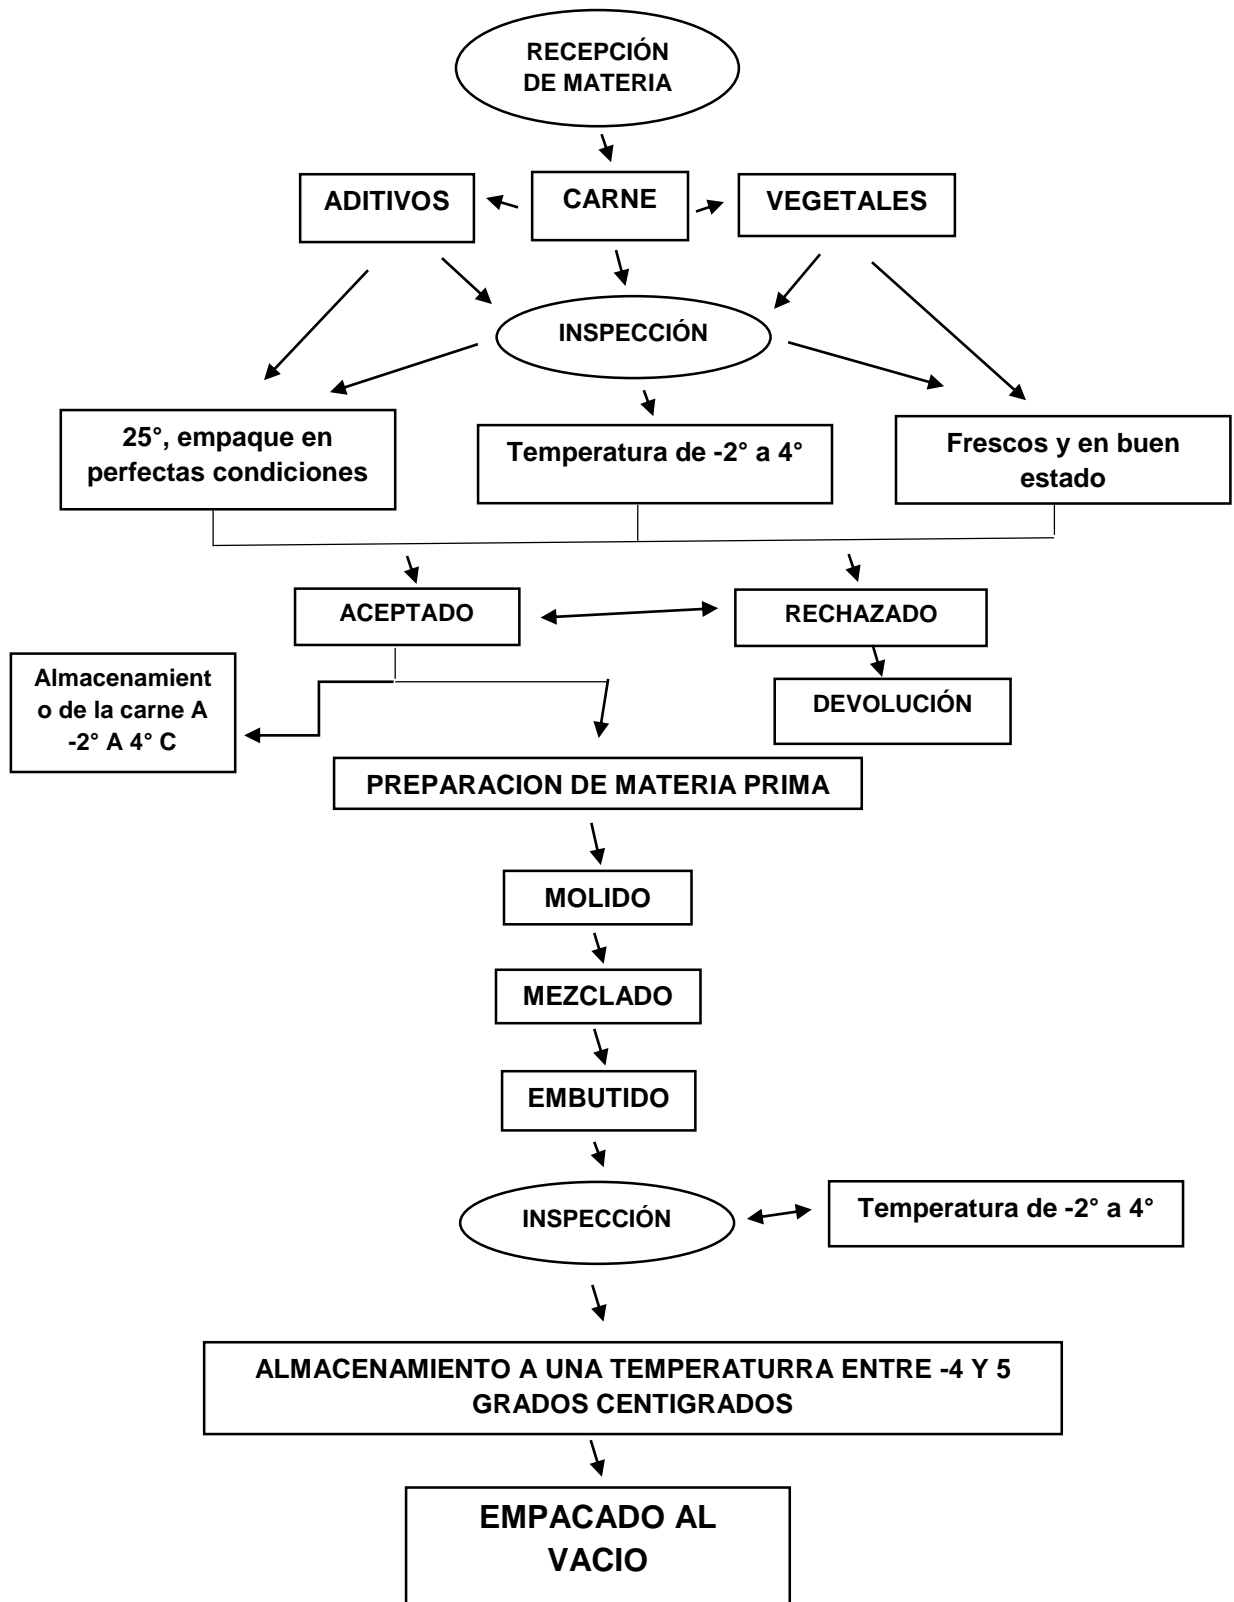 RECEPCIÓN
DE MATERIA
ADITIVOS
CARNE
VEGETALES
INSPECCIÓN
25°, empaque en
perfectas condiciones
Temperatura de -2° a 4°
Frescos y en buen
estado
ACEPTADO
RECHAZADO
Almacenamient
o de la carne A
-2° A 4° C
DEVOLUCIÓN
PREPARACION DE MATERIA PRIMA
MOLIDO
MEZCLADO
EMBUTIDO
INSPECCIÓN
Temperatura de -2° a 4°
ALMACENAMIENTO A UNA TEMPERATURRA ENTRE -4 Y 5
GRADOS CENTIGRADOS
EMPACADO AL
VACIO